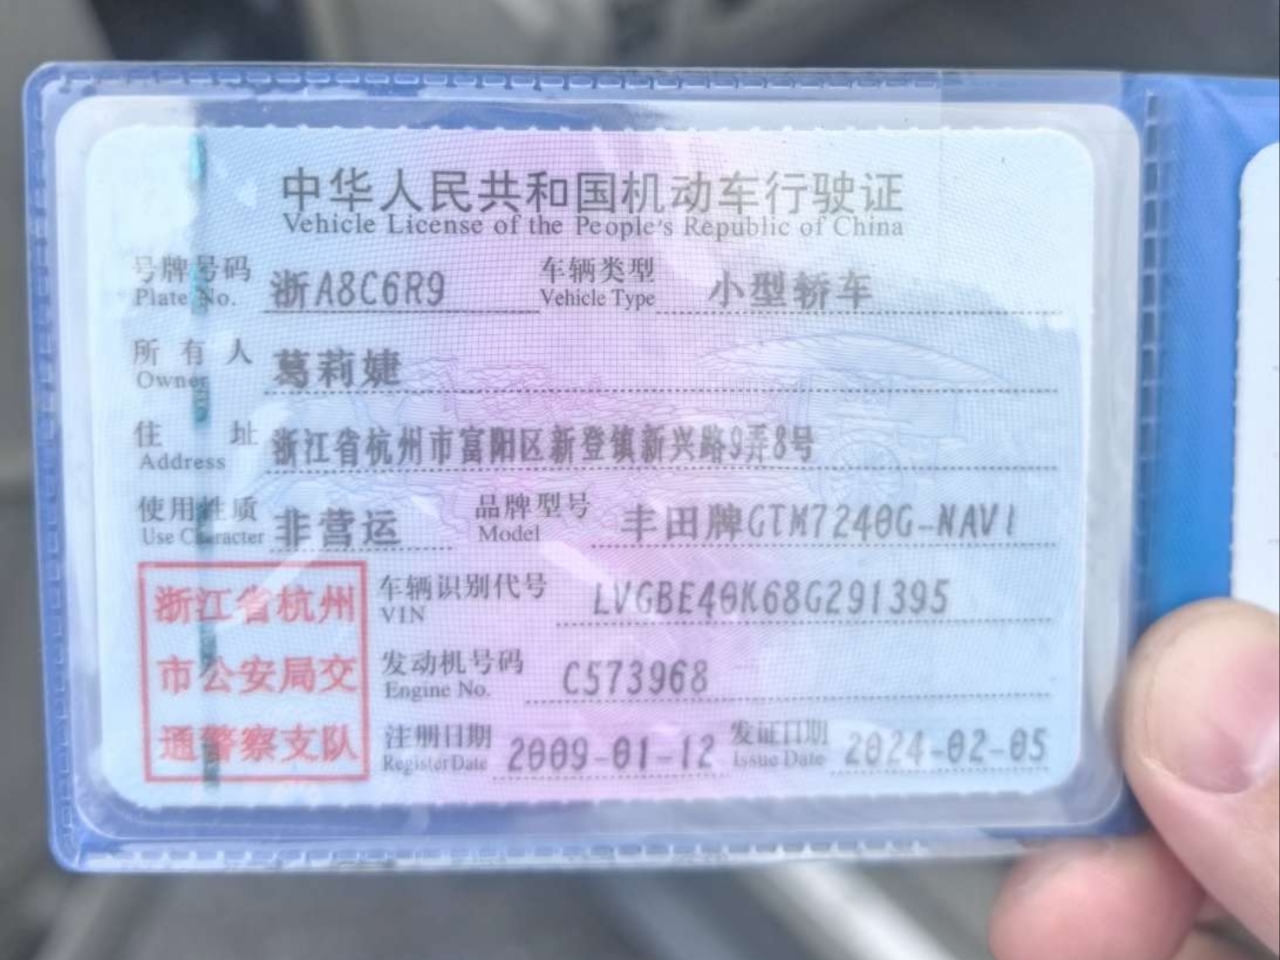 中华人民共和国机动车行驶证
Vehicle License of the People's Republic of China
号牌号码 浙A8C6R9 车辆类型 小型轿车
Plate No. Vehicle Type
所有人 葛莉婕
Owner
住址 浙江省杭州市富阳区新登镇新兴路9弄8号
Address
使用性质 非营运 品牌型号 丰田牌GTM7240G-NAVI
Use Character Model
浙江省杭州
市公安局交
通警察支队
车辆识别代号 LVGBE40K68G291395
VIN
发动机号码 C573968
Engine No.
注册日期 2009-01-12 发证日期 2024-02-05
Register Date Issue Date